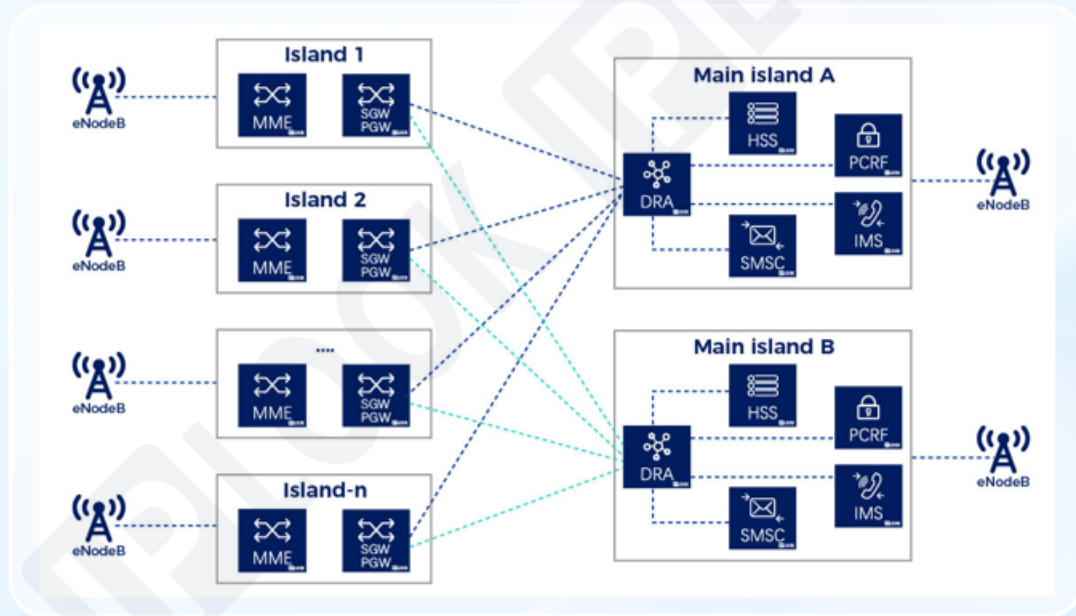 Island 1
eNodeB
MME
SGW
PGW
Island 2
eNodeB
MME
SGW
PGW
....
eNodeB
MME
SGW
PGW
Island-n
eNodeB
MME
SGW
PGW
Main island A
HSS
PCRF
DRA
eNodeB
SMSC
IMS
Main island B
HSS
PCRF
DRA
eNodeB
SMSC
IMS